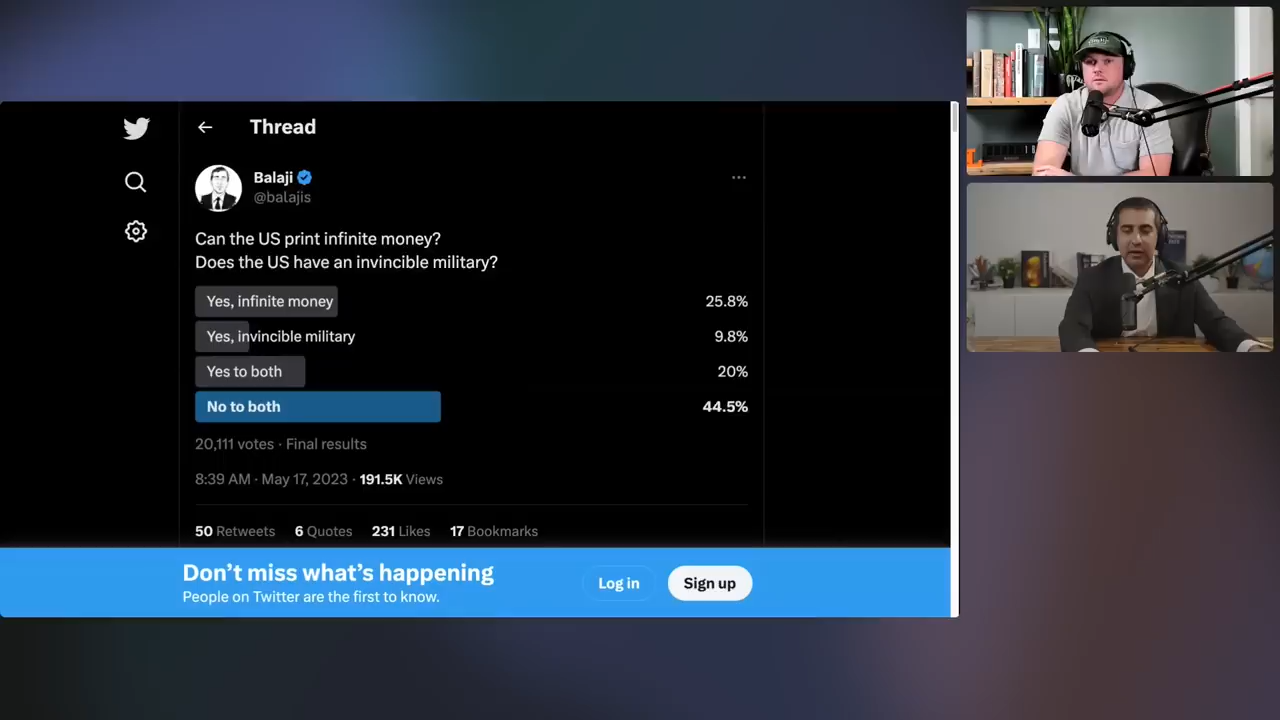 Thread
Balaji
@balajis
Can the US print infinite money?
Does the US have an invincible military?
Yes, infinite money 25.8%
Yes, invincible military 9.8%
Yes to both 20%
No to both 44.5%
20,111 votes · Final results
8:39 AM · May 17, 2023 · 191.5K Views
50 Retweets 6 Quotes 231 Likes 17 Bookmarks
Don't miss what's happening
People on Twitter are the first to know.
Log in
Sign up